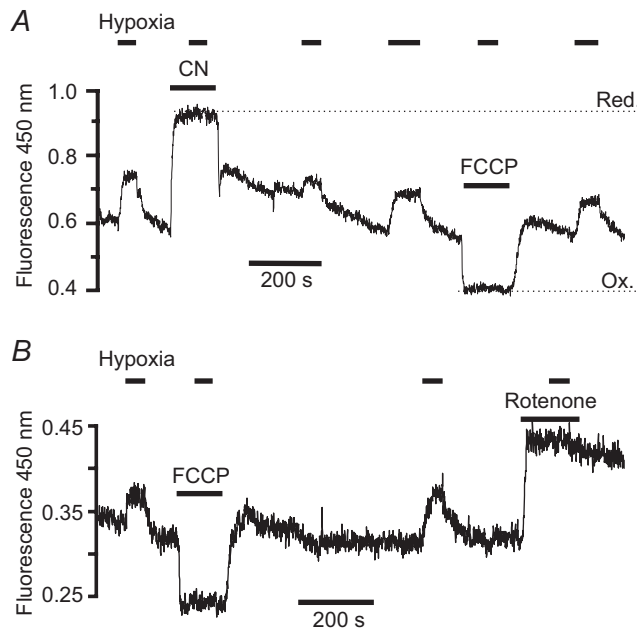 A
Hypoxia
CN
1.0
Red.
0.8
FCCP
0.6
200 s
0.4
Ox.
Fluorescence 450 nm
B
Hypoxia
Rotenone
0.45
FCCP
0.35
0.25
200 s
Fluorescence 450 nm